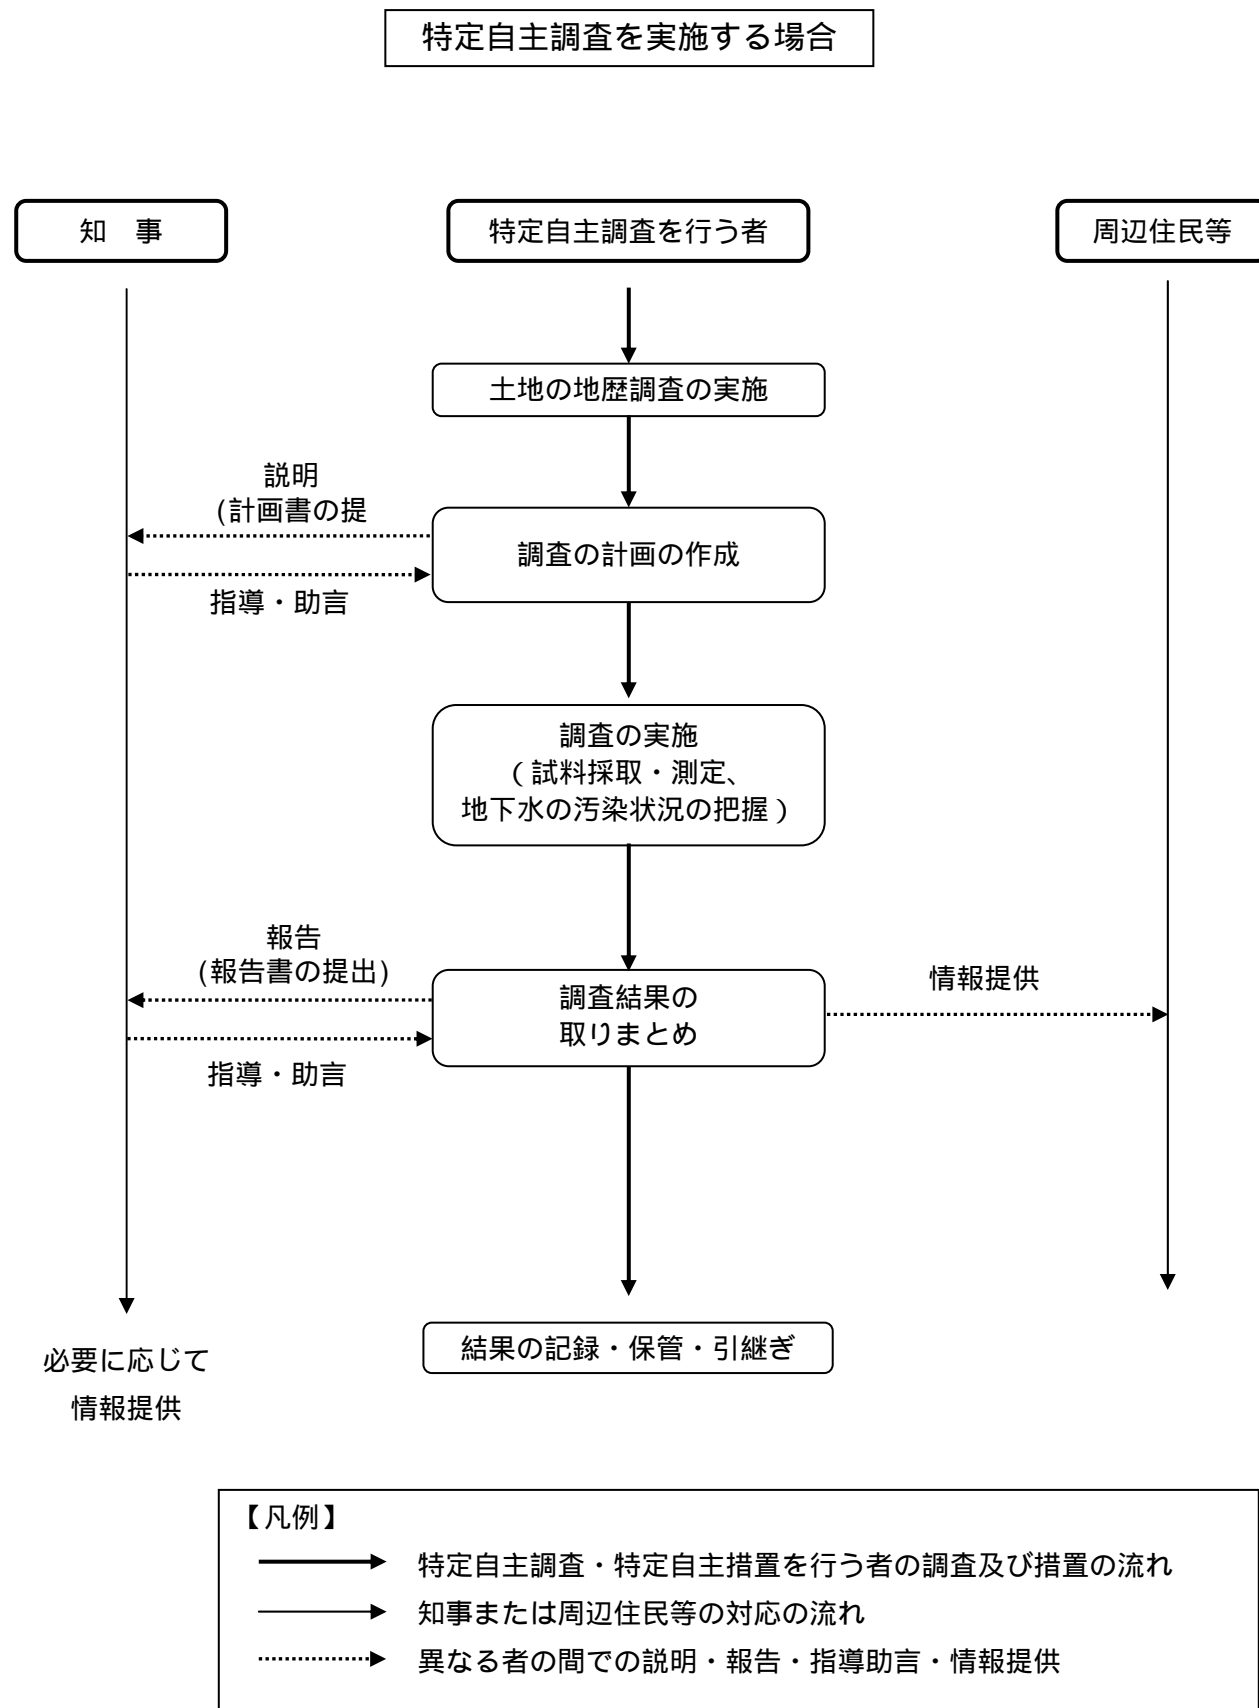 特定自主調査を実施する場合
知　事
特定自主調査を行う者
周辺住民等
土地の地歴調査の実施
説明
(計画書の提
調査の計画の作成
指導・助言
調査の実施
（試料採取・測定、
地下水の汚染状況の把握）
報告
(報告書の提出)
調査結果の
取りまとめ
情報提供
指導・助言
結果の記録・保管・引継ぎ
必要に応じて
情報提供
【凡例】
特定自主調査・特定自主措置を行う者の調査及び措置の流れ
知事または周辺住民等の対応の流れ
異なる者の間での説明・報告・指導助言・情報提供